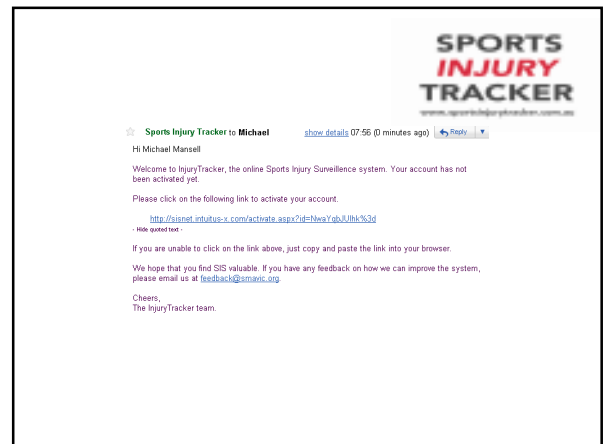 SPORTS
INJURY
TRACKER
www.sportsinjurytracker.com.au
Sports Injury Tracker to Michael show details 07:56 (0 minutes ago) Reply
Hi Michael Mansell
Welcome to InjuryTracker, the online Sports Injury Surveillence system. Your account has not
been activated yet.
Please click on the following link to activate your account.
http://sisnet.intuitus-x.com/activate.aspx?id=NwaYqbJUlhk%3d
- Hide quoted text -
If you are unable to click on the link above, just copy and paste the link into your browser.
We hope that you find SIS valuable. If you have any feedback on how we can improve the system,
please email us at feedback@smavic.org.
Cheers,
The InjuryTracker team.